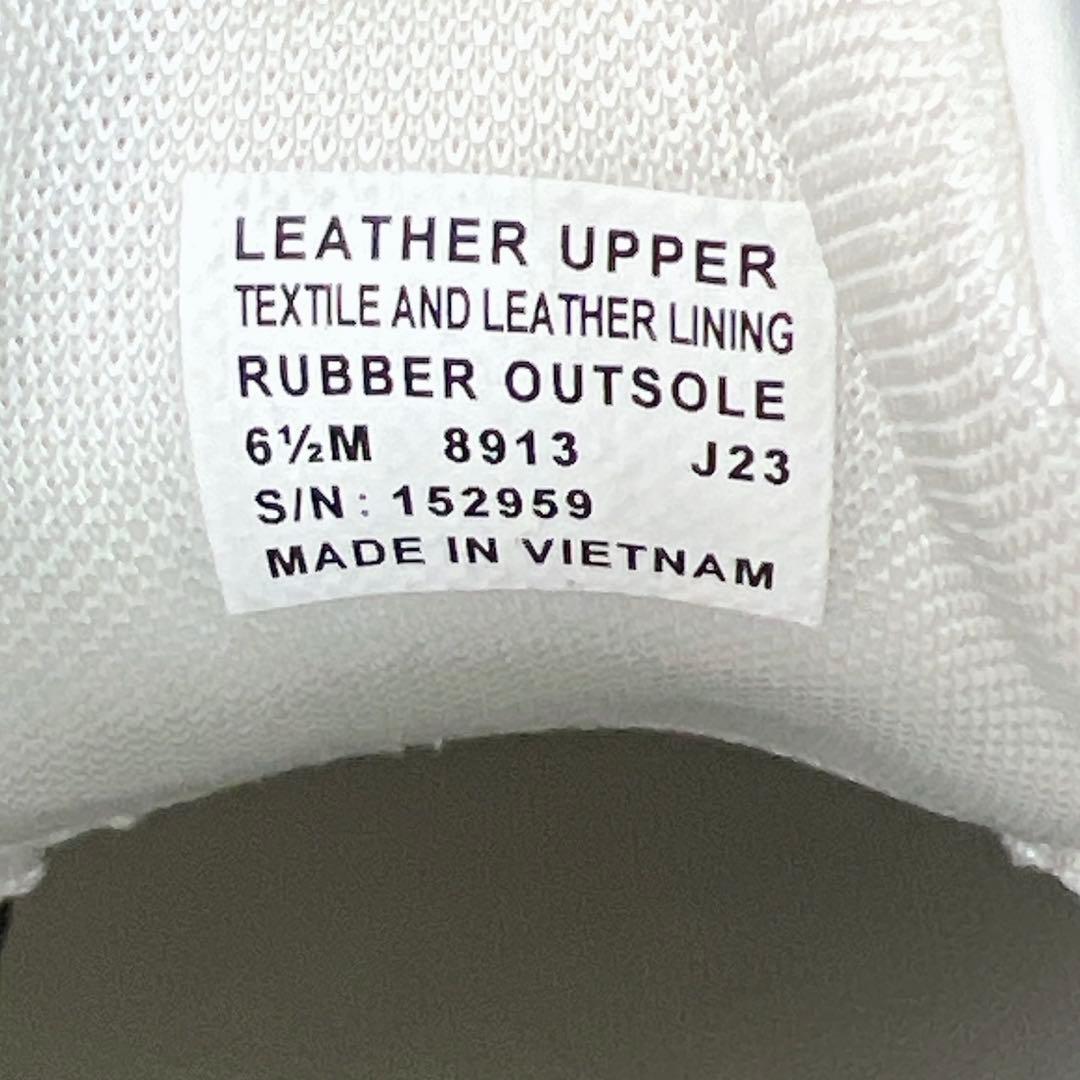 LEATHER UPPER
TEXTILE AND LEATHER LINING
RUBBER OUTSOLE
6½M 8913 J23
S/N: 152959
MADE IN VIETNAM